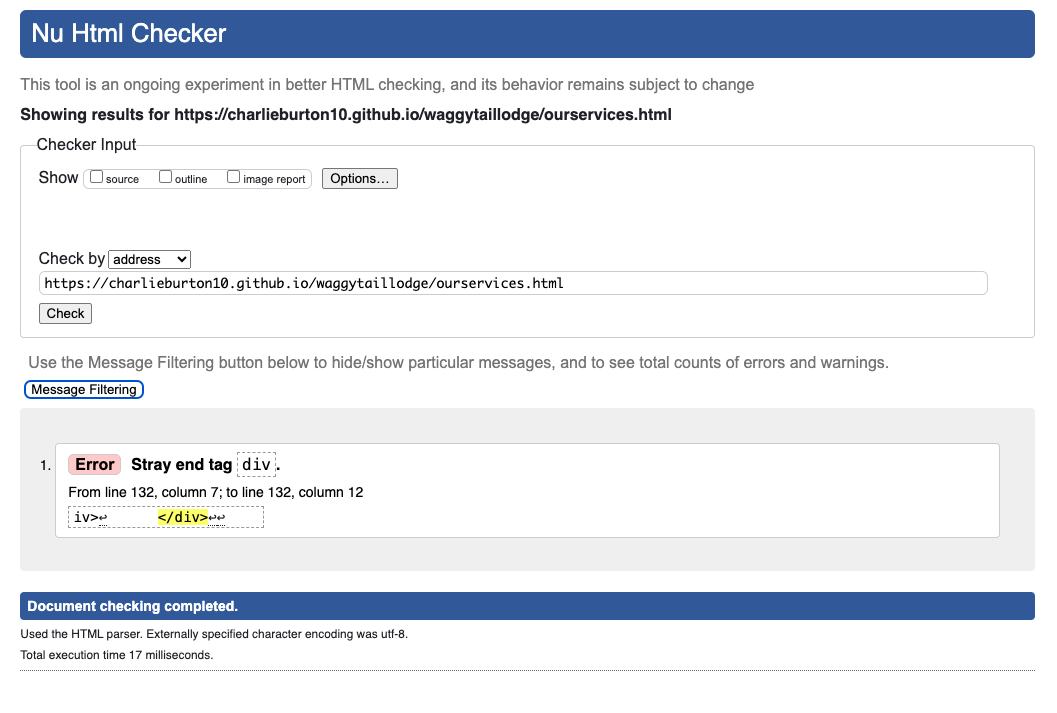 Nu Html Checker
This tool is an ongoing experiment in better HTML checking, and its behavior remains subject to change
Showing results for https://charlieburton10.github.io/waggytaillodge/ourservices.html
Checker Input
Show source outline image report Options...
Check by address
https://charlieburton10.github.io/waggytaillodge/ourservices.html
Check
Use the Message Filtering button below to hide/show particular messages, and to see total counts of errors and warnings.
Message Filtering
1. Error Stray end tag div.
From line 132, column 7; to line 132, column 12
iv>↩ </div>↩↩
Document checking completed.
Used the HTML parser. Externally specified character encoding was utf-8.
Total execution time 17 milliseconds.